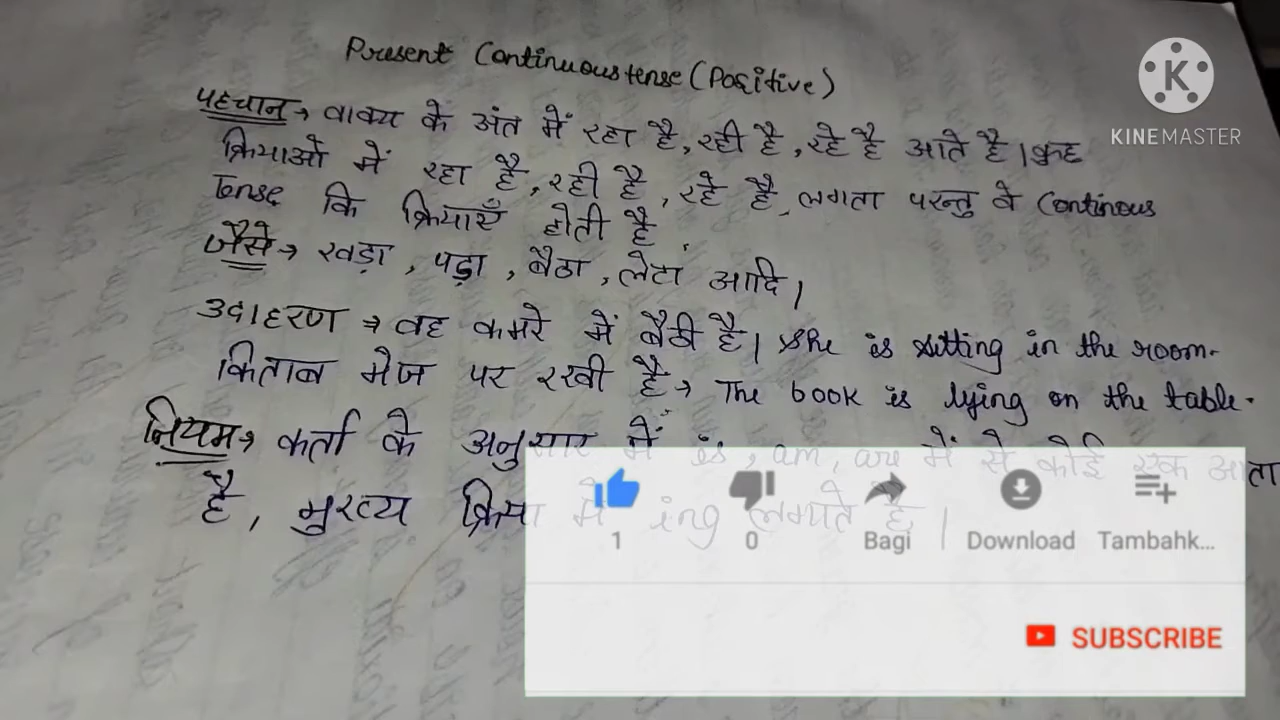 Present Continuous tense (Positive)
KINEMASTER
पहचान → वाक्य के अंत में रहा है, रही है, रहे है आते है। कुछ
क्रियाओं में रहा है, रही है, रहे है, लगता परन्तु वे Continous
Tense कि क्रियाएँ होती है.
जैसे → खड़ा, पड़ा, बैठा, लेटा आदि।
उदाहरण → वह कमरे में बैठी है। She is sitting in the room.
किताब मेज पर रखी है → The book is lying on the table.
नियम → कर्ता के अनुसार में is, am, are में से कोई एक आता
है, मुख्य क्रिया में ing लगाते है।
1 0 Bagi Download Tambahk...
SUBSCRIBE